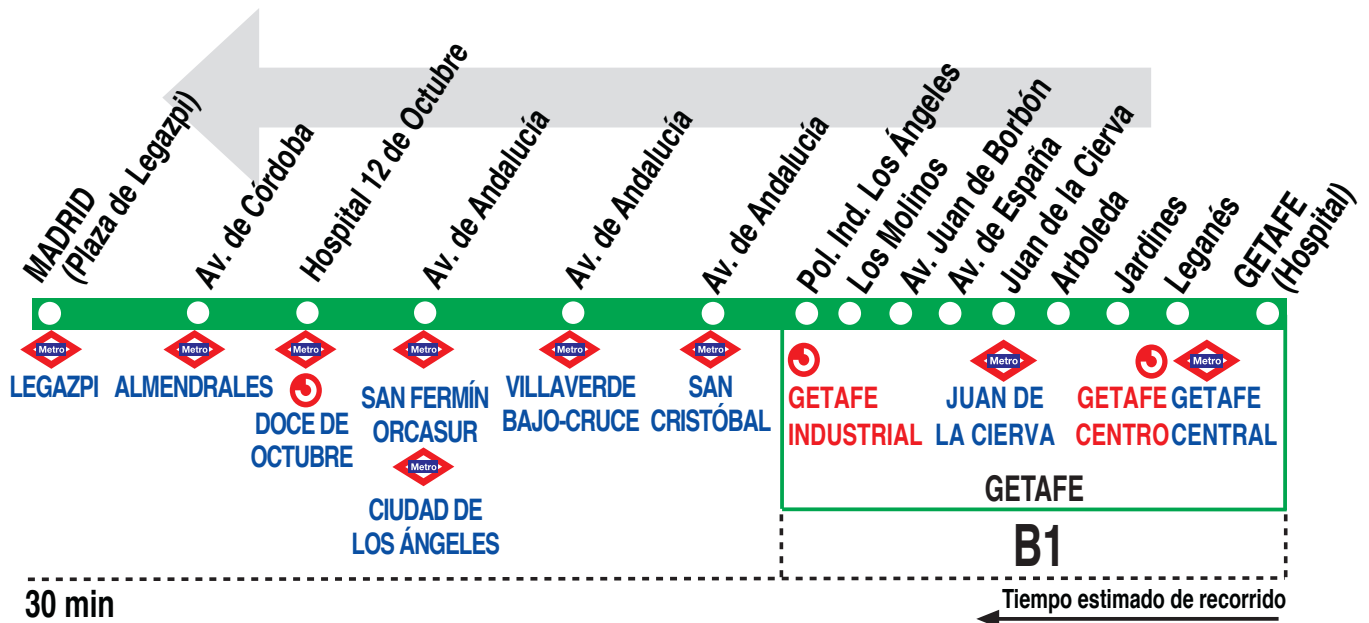 MADRID
(Plaza de Legazpi)
Av. de Córdoba
Hospital 12 de Octubre
Av. de Andalucía
Av. de Andalucía
Av. de Andalucía
Pol. Ind. Los Ángeles
Los Molinos
Av. Juan de Borbón
Av. de España
Juan de la Cierva
Arboleda
Jardines
Leganés
GETAFE
(Hospital)
Metro
LEGAZPI
Metro
ALMENDRALES
Metro
DOCE DE
OCTUBRE
Metro
SAN FERMÍN
ORCASUR
Metro
CIUDAD DE
LOS ÁNGELES
Metro
VILLAVERDE
BAJO-CRUCE
Metro
SAN
CRISTÓBAL
GETAFE
INDUSTRIAL
Metro
JUAN DE
LA CIERVA
GETAFE
CENTRO
Metro
GETAFE
CENTRAL
GETAFE
B1
30 min
Tiempo estimado de recorrido